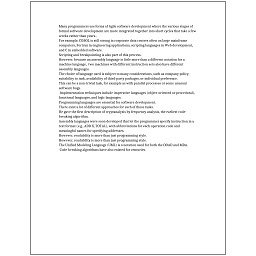 Many programmers use forms of Agile software development where the various stages of
formal software development are more integrated together into short cycles that take a few
weeks rather than years.
For example, COBOL is still strong in corporate data centers often on large mainframe
computers, Fortran in engineering applications, scripting languages in Web development,
and C in embedded software.
Scripting and breakpointing is also part of this process.
However, because an assembly language is little more than a different notation for a
machine language, two machines with different instruction sets also have different
assembly languages.
The choice of language used is subject to many considerations, such as company policy,
suitability to task, availability of third-party packages, or individual preference.
This can be a non-trivial task, for example as with parallel processes or some unusual
software bugs.
Implementation techniques include imperative languages (object-oriented or procedural),
functional languages, and logic languages.
Programming languages are essential for software development.
There exist a lot of different approaches for each of those tasks.
He gave the first description of cryptanalysis by frequency analysis, the earliest code-
breaking algorithm.
Assembly languages were soon developed that let the programmer specify instruction in a
text format (e.g., ADD X, TOTAL), with abbreviations for each operation code and
meaningful names for specifying addresses.
However, readability is more than just programming style.
However, readability is more than just programming style.
The Unified Modeling Language (UML) is a notation used for both the OOAD and MDA.
Code-breaking algorithms have also existed for centuries.